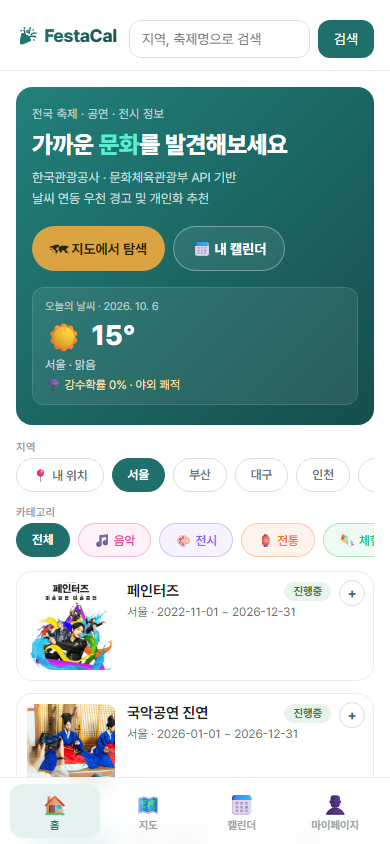 FestaCal
지역, 축제명으로 검색
검색
전국 축제 · 공연 · 전시 정보
가까운 문화를 발견해보세요
한국관광공사 · 문화체육관광부 API 기반
날씨 연동 우천 경고 및 개인화 추천
지도에서 탐색
내 캘린더
오늘의 날씨 · 2026. 10. 6
15°
서울 · 맑음
강수확률 0% · 야외 쾌적
지역
내 위치
서울
부산
대구
인천
카테고리
전체
음악
전시
전통
페인터즈
페인터즈
진행중
+
서울 · 2022-11-01 ~ 2026-12-31
국악공연 진연
진행중
+
서울 · 2026-01-01 ~ 2026-12-31
홈
지도
캘린더
마이페이지